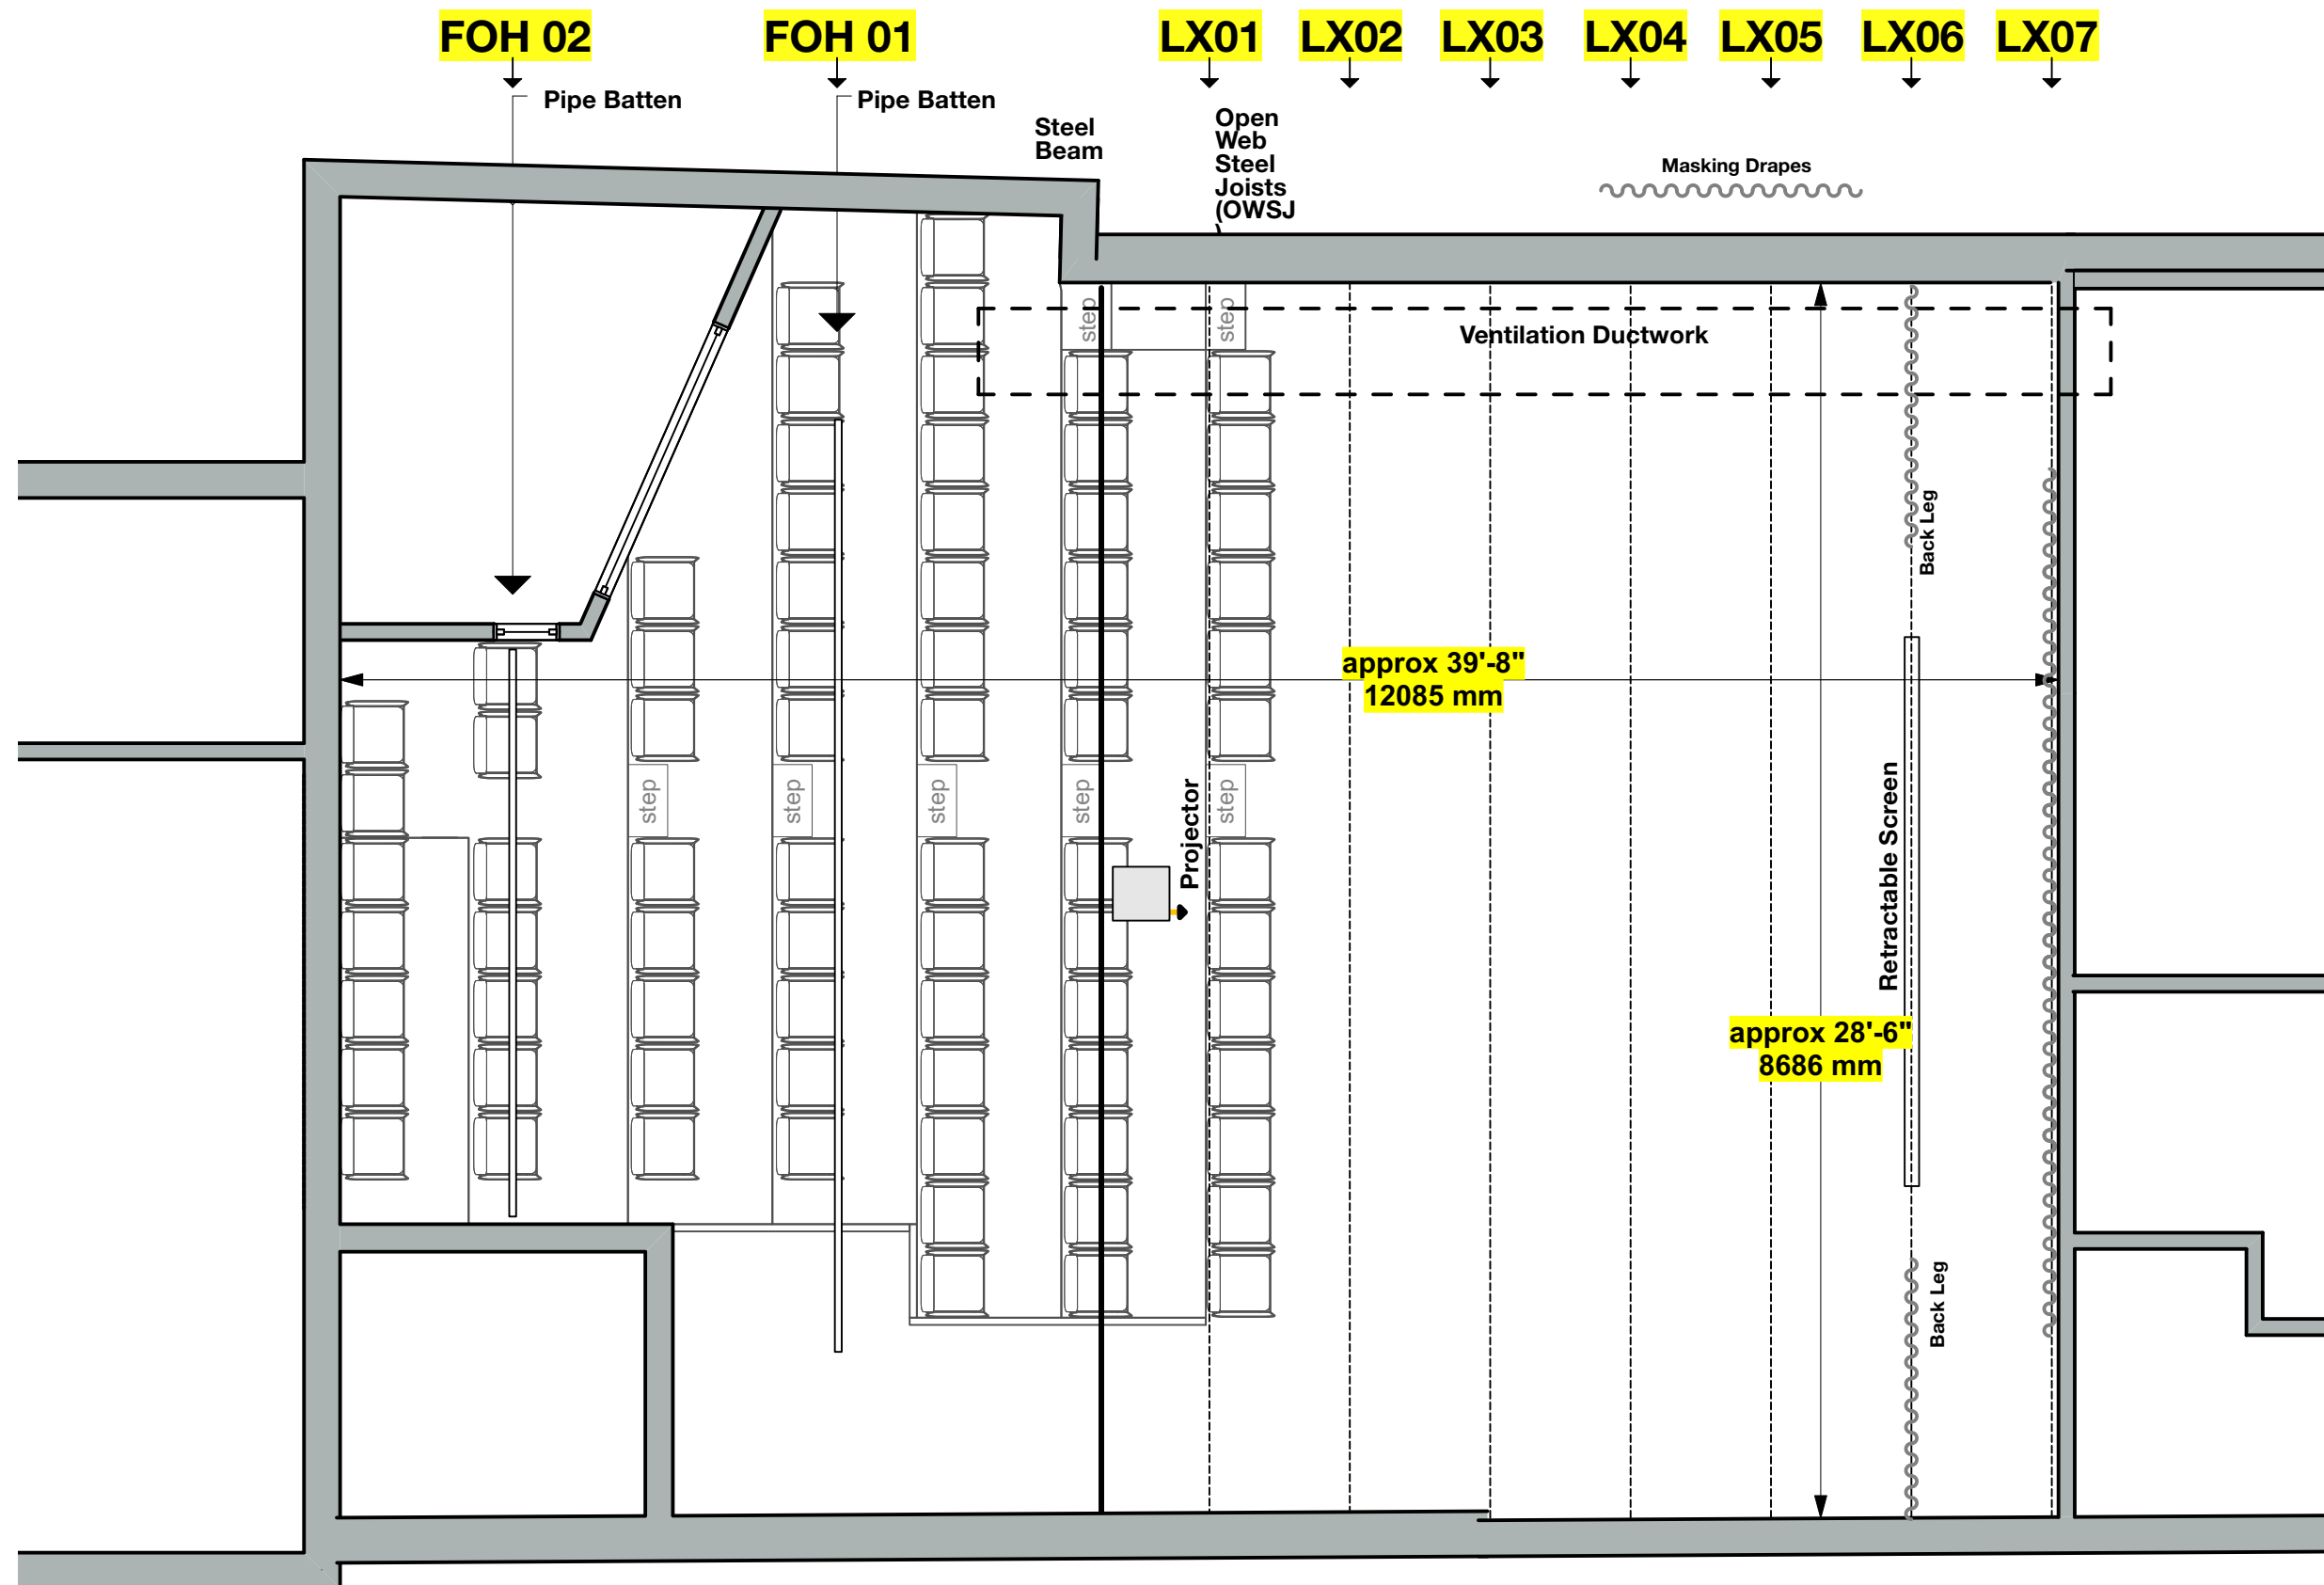 FOH 02
FOH 01
LX01
LX02
LX03
LX04
LX05
LX06
LX07
Pipe Batten
Pipe Batten
Steel
Beam
Open
Web
Steel
Joists
(OWSJ
)
Masking Drapes
step
step
Ventilation Ductwork
Back Leg
approx 39'-8"
12085 mm
step
step
step
step
step
Projector
Retractable Screen
approx 28'-6"
8686 mm
Back Leg